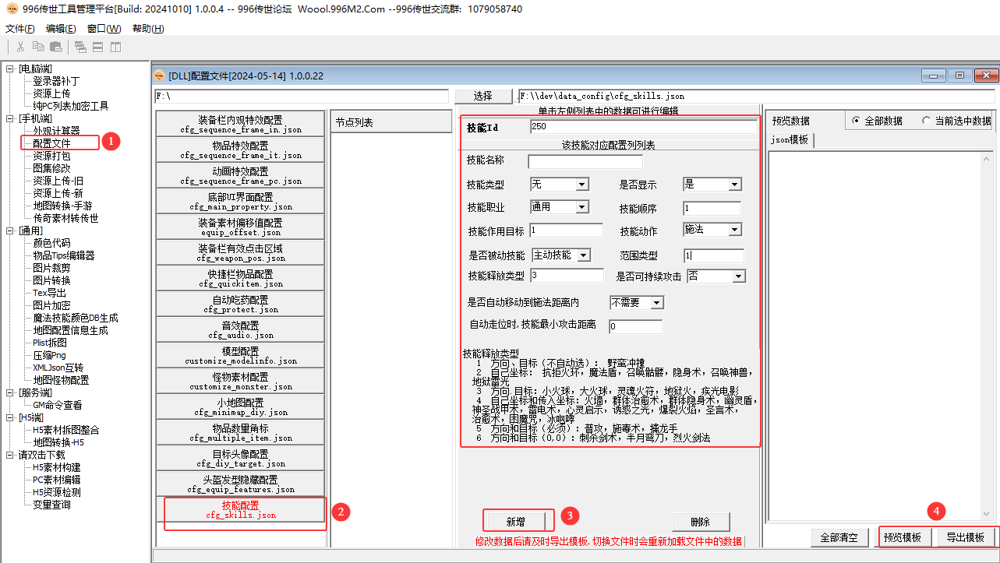 996传世工具管理平台[Build: 20241010] 1.0.0.4 -- 996传世论坛 Woool.996M2.Com --996传世交流群: 1079058740
文件(F) 编辑(E) 窗口(W) 帮助(H)
[电脑端]
登录器补丁
资源上传
纯PC列表加密工具
[手机端]
外观计算器
配置文件
1
资源打包
图集修改
资源上传-旧
资源上传-新
地图转换-手游
传奇素材转传世
[通用]
颜色代码
物品Tips编辑器
图片裁剪
图片转换
Tex导出
图片加密
魔法技能颜色DB生成
地图配置信息生成
Plist拆图
压缩Png
XMLJson互转
地图怪物配置
[服务端]
GM命令查看
[H5端]
H5素材拆图整合
地图转换-H5
请双击下载
H5素材构建
PC素材编辑
H5资源检测
变量查询
[DLL]配置文件[2024-05-14] 1.0.0.22
F:\
选择
F:\\dev\data_config\cfg_skills.json
装备栏内观特效配置
cfg_sequence_frame_in.json
物品特效配置
cfg_sequence_frame_it.json
动画特效配置
cfg_sequence_frame_pc.json
底部UI界面配置
cfg_main_property.json
装备素材偏移值配置
equip_offset.json
装备栏有效点击区域
cfg_weapon_pos.json
快捷栏物品配置
cfg_quickitem.json
自动吃药配置
cfg_protect.json
音效配置
cfg_audio.json
模型配置
customize_modelinfo.json
怪物素材配置
customize_monster.json
小地图配置
cfg_minimap_diy.json
物品数量角标
cfg_multiple_item.json
目标头像配置
cfg_diy_target.json
头盔发型隐藏配置
cfg_equip_features.json
技能配置
cfg_skills.json
2
节点列表
单击左侧列表中的数据可进行编辑
技能Id 250
该技能对应配置列列表
技能名称
技能类型 无 是否显示 是
技能职业 通用 技能顺序 1
技能作用目标 1 技能动作 施法
是否被动技能 主动技能 范围类型 1
技能释放类型 3 是否可持续攻击 否
是否自动移动到施法距离内 不需要
自动走位时,技能最小攻击距离 0
技能释放类型
1 方向、目标（不自动选）：野蛮冲撞
2 自己坐标： 抗拒火环，魔法盾，召唤骷髅，隐身术，召唤神兽，
地狱雷光
3 方向,目标：小火球，大火球，灵魂火符，地狱火，疾光电影
4 自己坐标和传入坐标：火墙，群体治愈术，群体隐身术，幽灵盾，
神圣战甲术，雷电术，心灵启示，诱惑之光，爆裂火焰，圣言术，
治愈术，困魔咒，冰咆哮
5 方向和目标（必须）：普攻，施毒术，擒龙手
6 方向和目标（0,0）：刺杀剑术，半月弯刀，烈火剑法
新增
3
删除
修改数据后请及时导出模板,切换文件时会重新加载文件中的数据
预览数据 全部数据 当前选中数据
json模板
4
全部清空 预览模板 导出模板